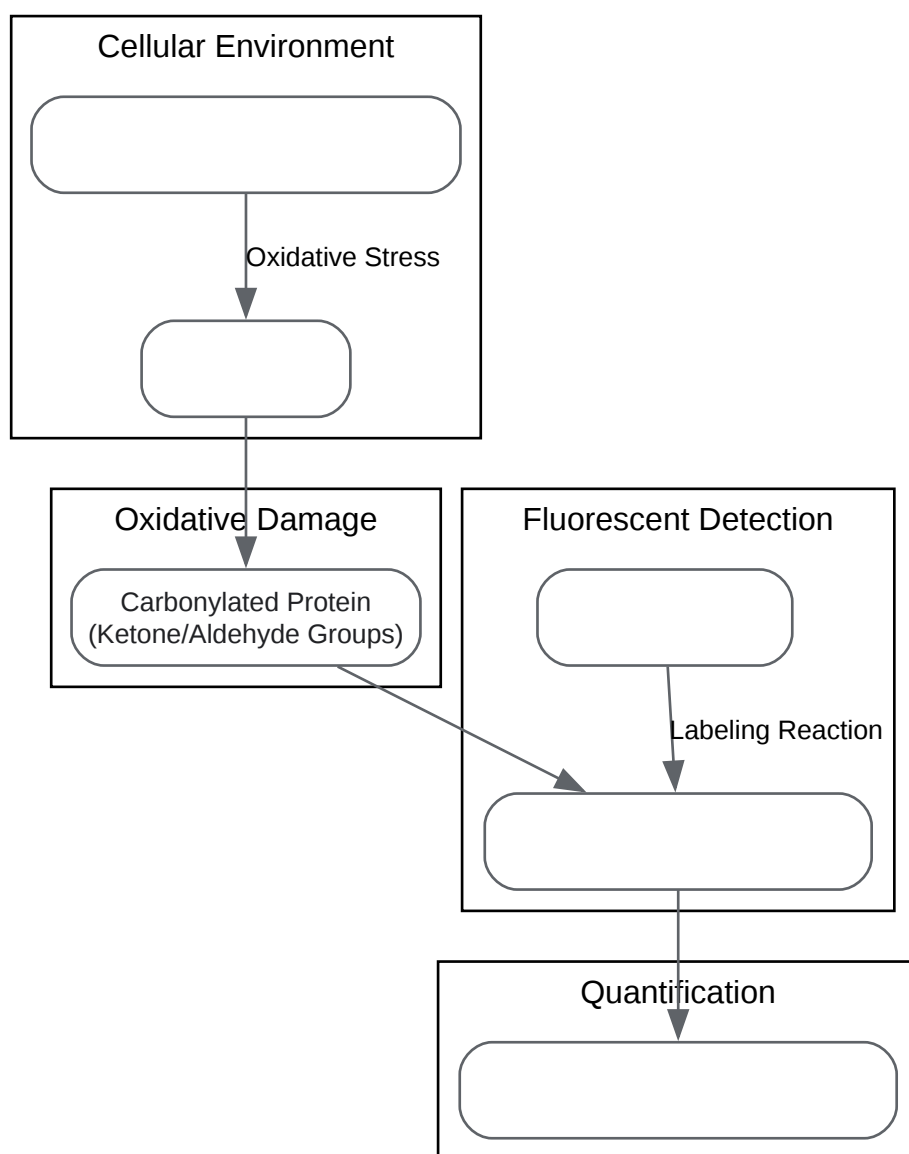 Cellular Environment
Oxidative Stress
Oxidative Damage
Carbonylated Protein
(Ketone/Aldehyde Groups)
Fluorescent Detection
Labeling Reaction
Quantification